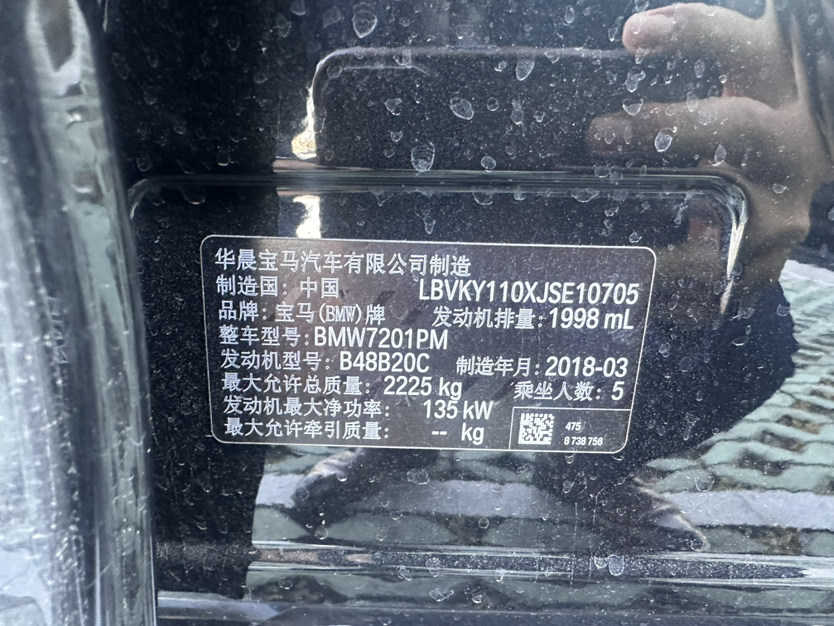 华晨宝马汽车有限公司制造
制造国：中国 LBVKY110XJSE10705
品牌：宝马(BMW)牌 发动机排量：1998 mL
整车型号：BMW7201PM
发动机型号：B48B20C 制造年月：2018-03
最大允许总质量：2225 kg 乘坐人数：5
发动机最大净功率： 135 kW
最大允许牵引质量： -- kg
475
8 738 756